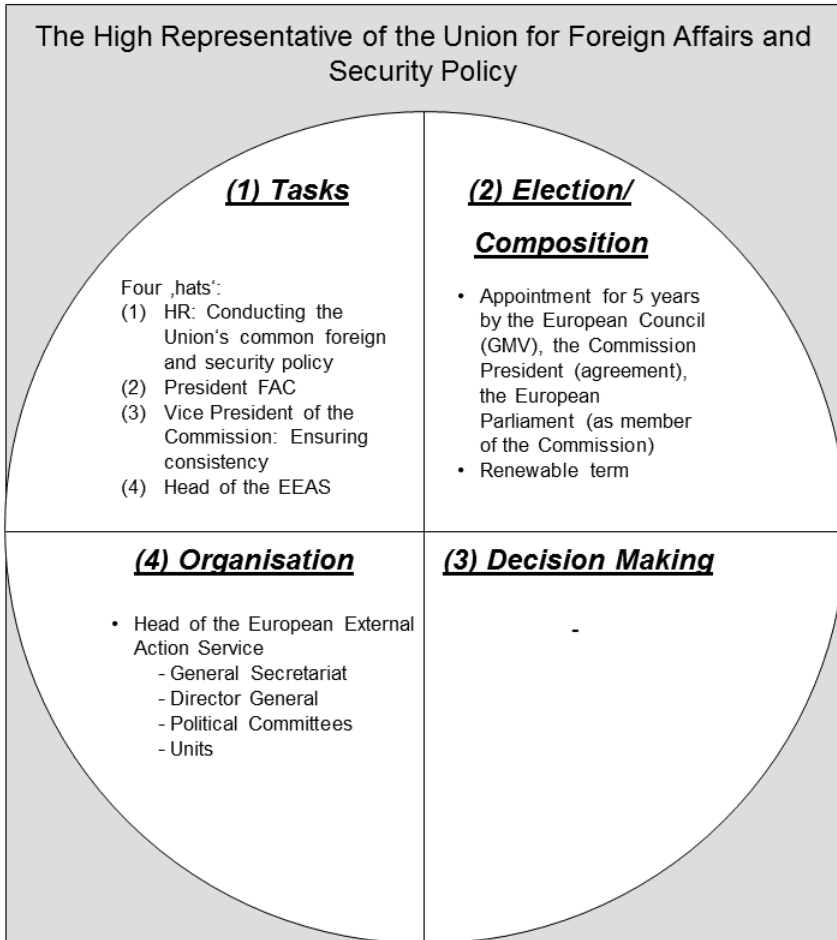 The High Representative of the Union for Foreign Affairs and
Security Policy
(1) Tasks
Four ‚hats‘:
(1) HR: Conducting the
Union‘s common foreign
and security policy
(2) President FAC
(3) Vice President of the
Commission: Ensuring
consistency
(4) Head of the EEAS
(2) Election/
Composition
• Appointment for 5 years
by the European Council
(GMV), the Commission
President (agreement),
the European
Parliament (as member
of the Commission)
• Renewable term
(4) Organisation
• Head of the European External
Action Service
- General Secretariat
- Director General
- Political Committees
- Units
(3) Decision Making
-